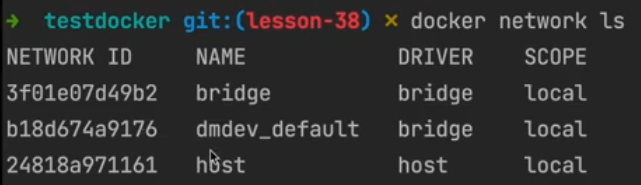 → testdocker git:(lesson-38) ✗ docker network ls
NETWORK ID NAME DRIVER SCOPE
3f01e07d49b2 bridge bridge local
b18d674a9176 dmdev_default bridge local
24818a971161 host host local